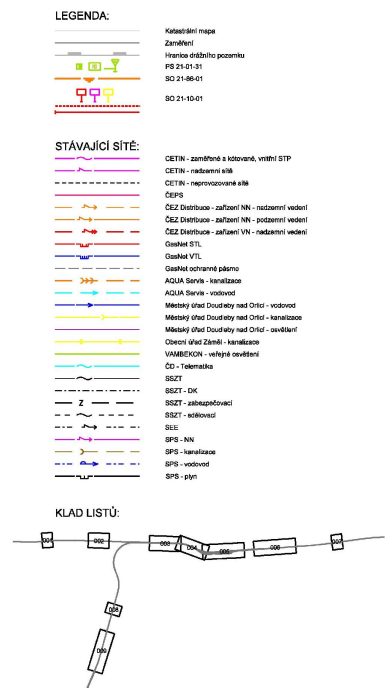 LEGENDA:
Katastrální mapa
Zaměření
Hranice drážního pozemku
PS 21-01-31
SO 21-86-01
SO 21-10-01
STÁVAJÍCÍ SÍTĚ:
CETIN - zaměřené a kótované, vnitřní STP
CETIN - nadzemní sítě
CETIN - neprovozované sítě
ČEPS
ČEZ Distribuce - zařízení NN - nadzemní vedení
ČEZ Distribuce - zařízení NN - podzemní vedení
ČEZ Distribuce - zařízení VN - nadzemní vedení
GasNet STL
GasNet VTL
GasNet ochranné pásmo
AQUA Servis - kanalizace
AQUA Servis - vodovod
Městský úřad Doudleby nad Orlicí - vodovod
Městský úřad Doudleby nad Orlicí - kanalizace
Městský úřad Doudleby nad Orlicí - osvětlení
Obecní úřad Záměl - kanalizace
VAMBEKON - veřejné osvětlení
ČD - Telematika
SSZT
SSZT - DK
Z SSZT - zabezpečovací
SSZT - sdělovací
SEE
SPS - NN
SPS - kanalizace
SPS - vodovod
SPS - plyn
KLAD LISTŮ:
001 002 003 004 005 006 007
008
009